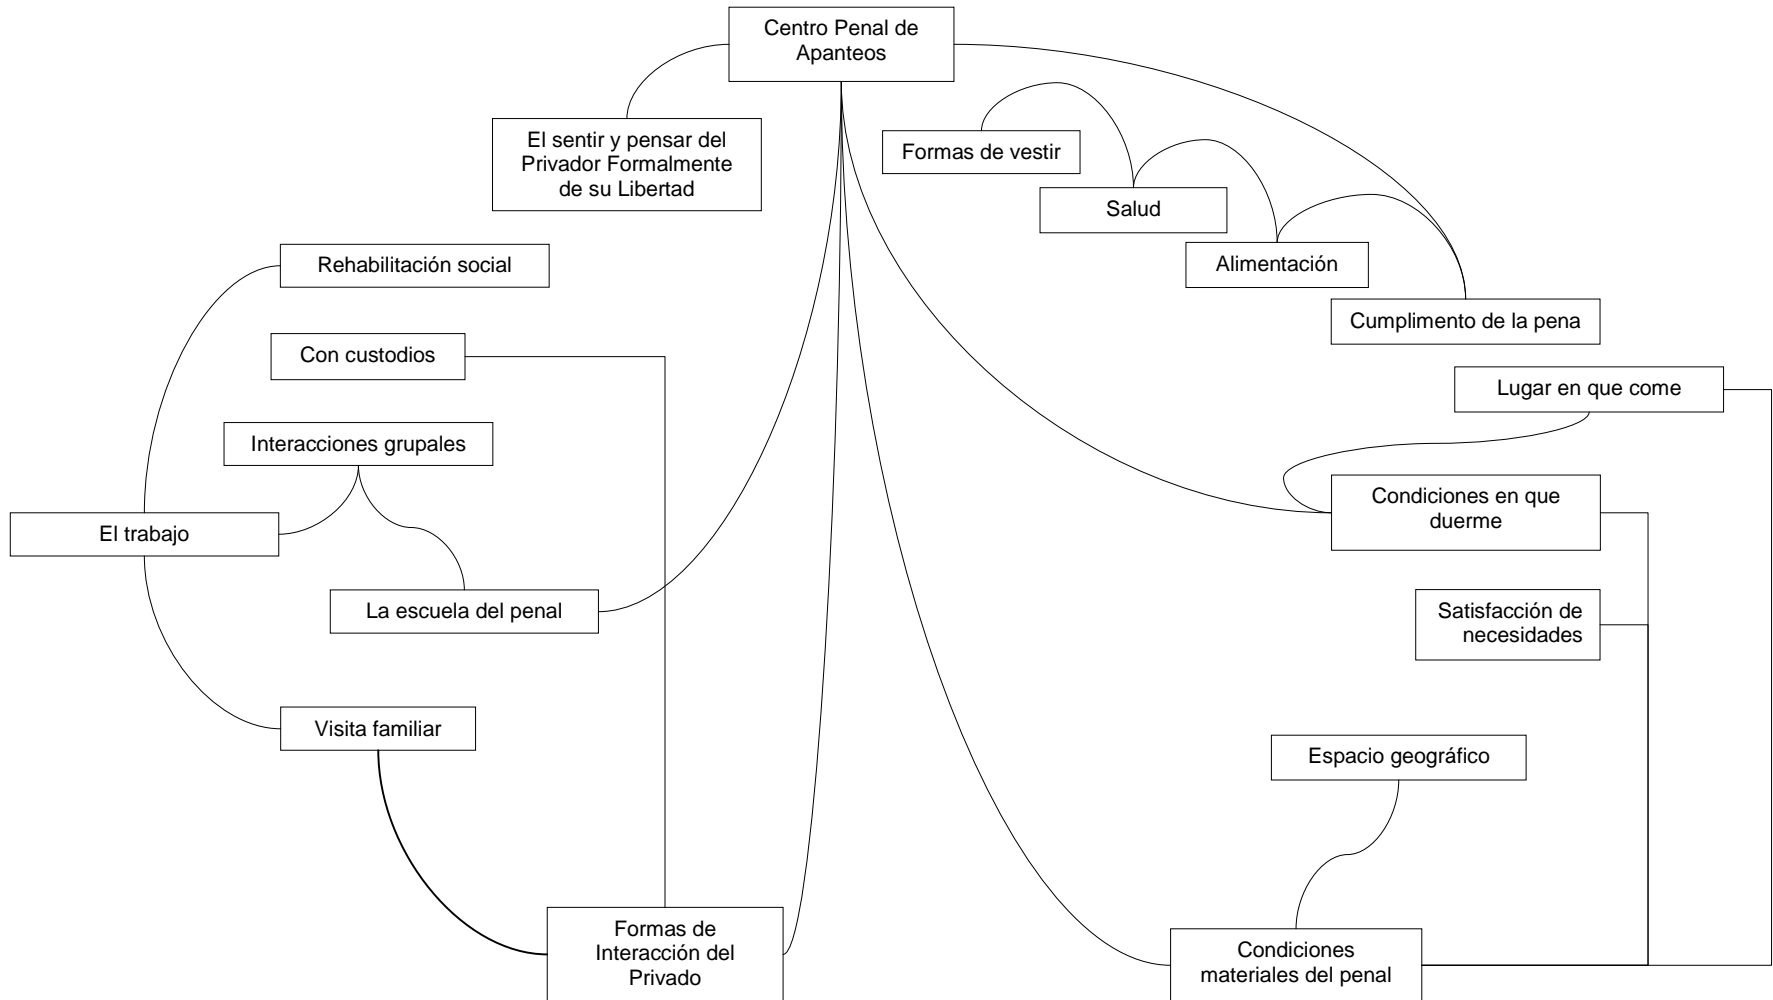 Centro Penal de
Apanteos
El sentir y pensar del
Privador Formalmente
de su Libertad
Formas de vestir
Salud
Alimentación
Cumplimento de la pena
Rehabilitación social
Con custodios
Lugar en que come
Interacciones grupales
Condiciones en que
duerme
El trabajo
La escuela del penal
Satisfacción de
necesidades
Visita familiar
Espacio geográfico
Formas de
Interacción del
Privado
Condiciones
materiales del penal